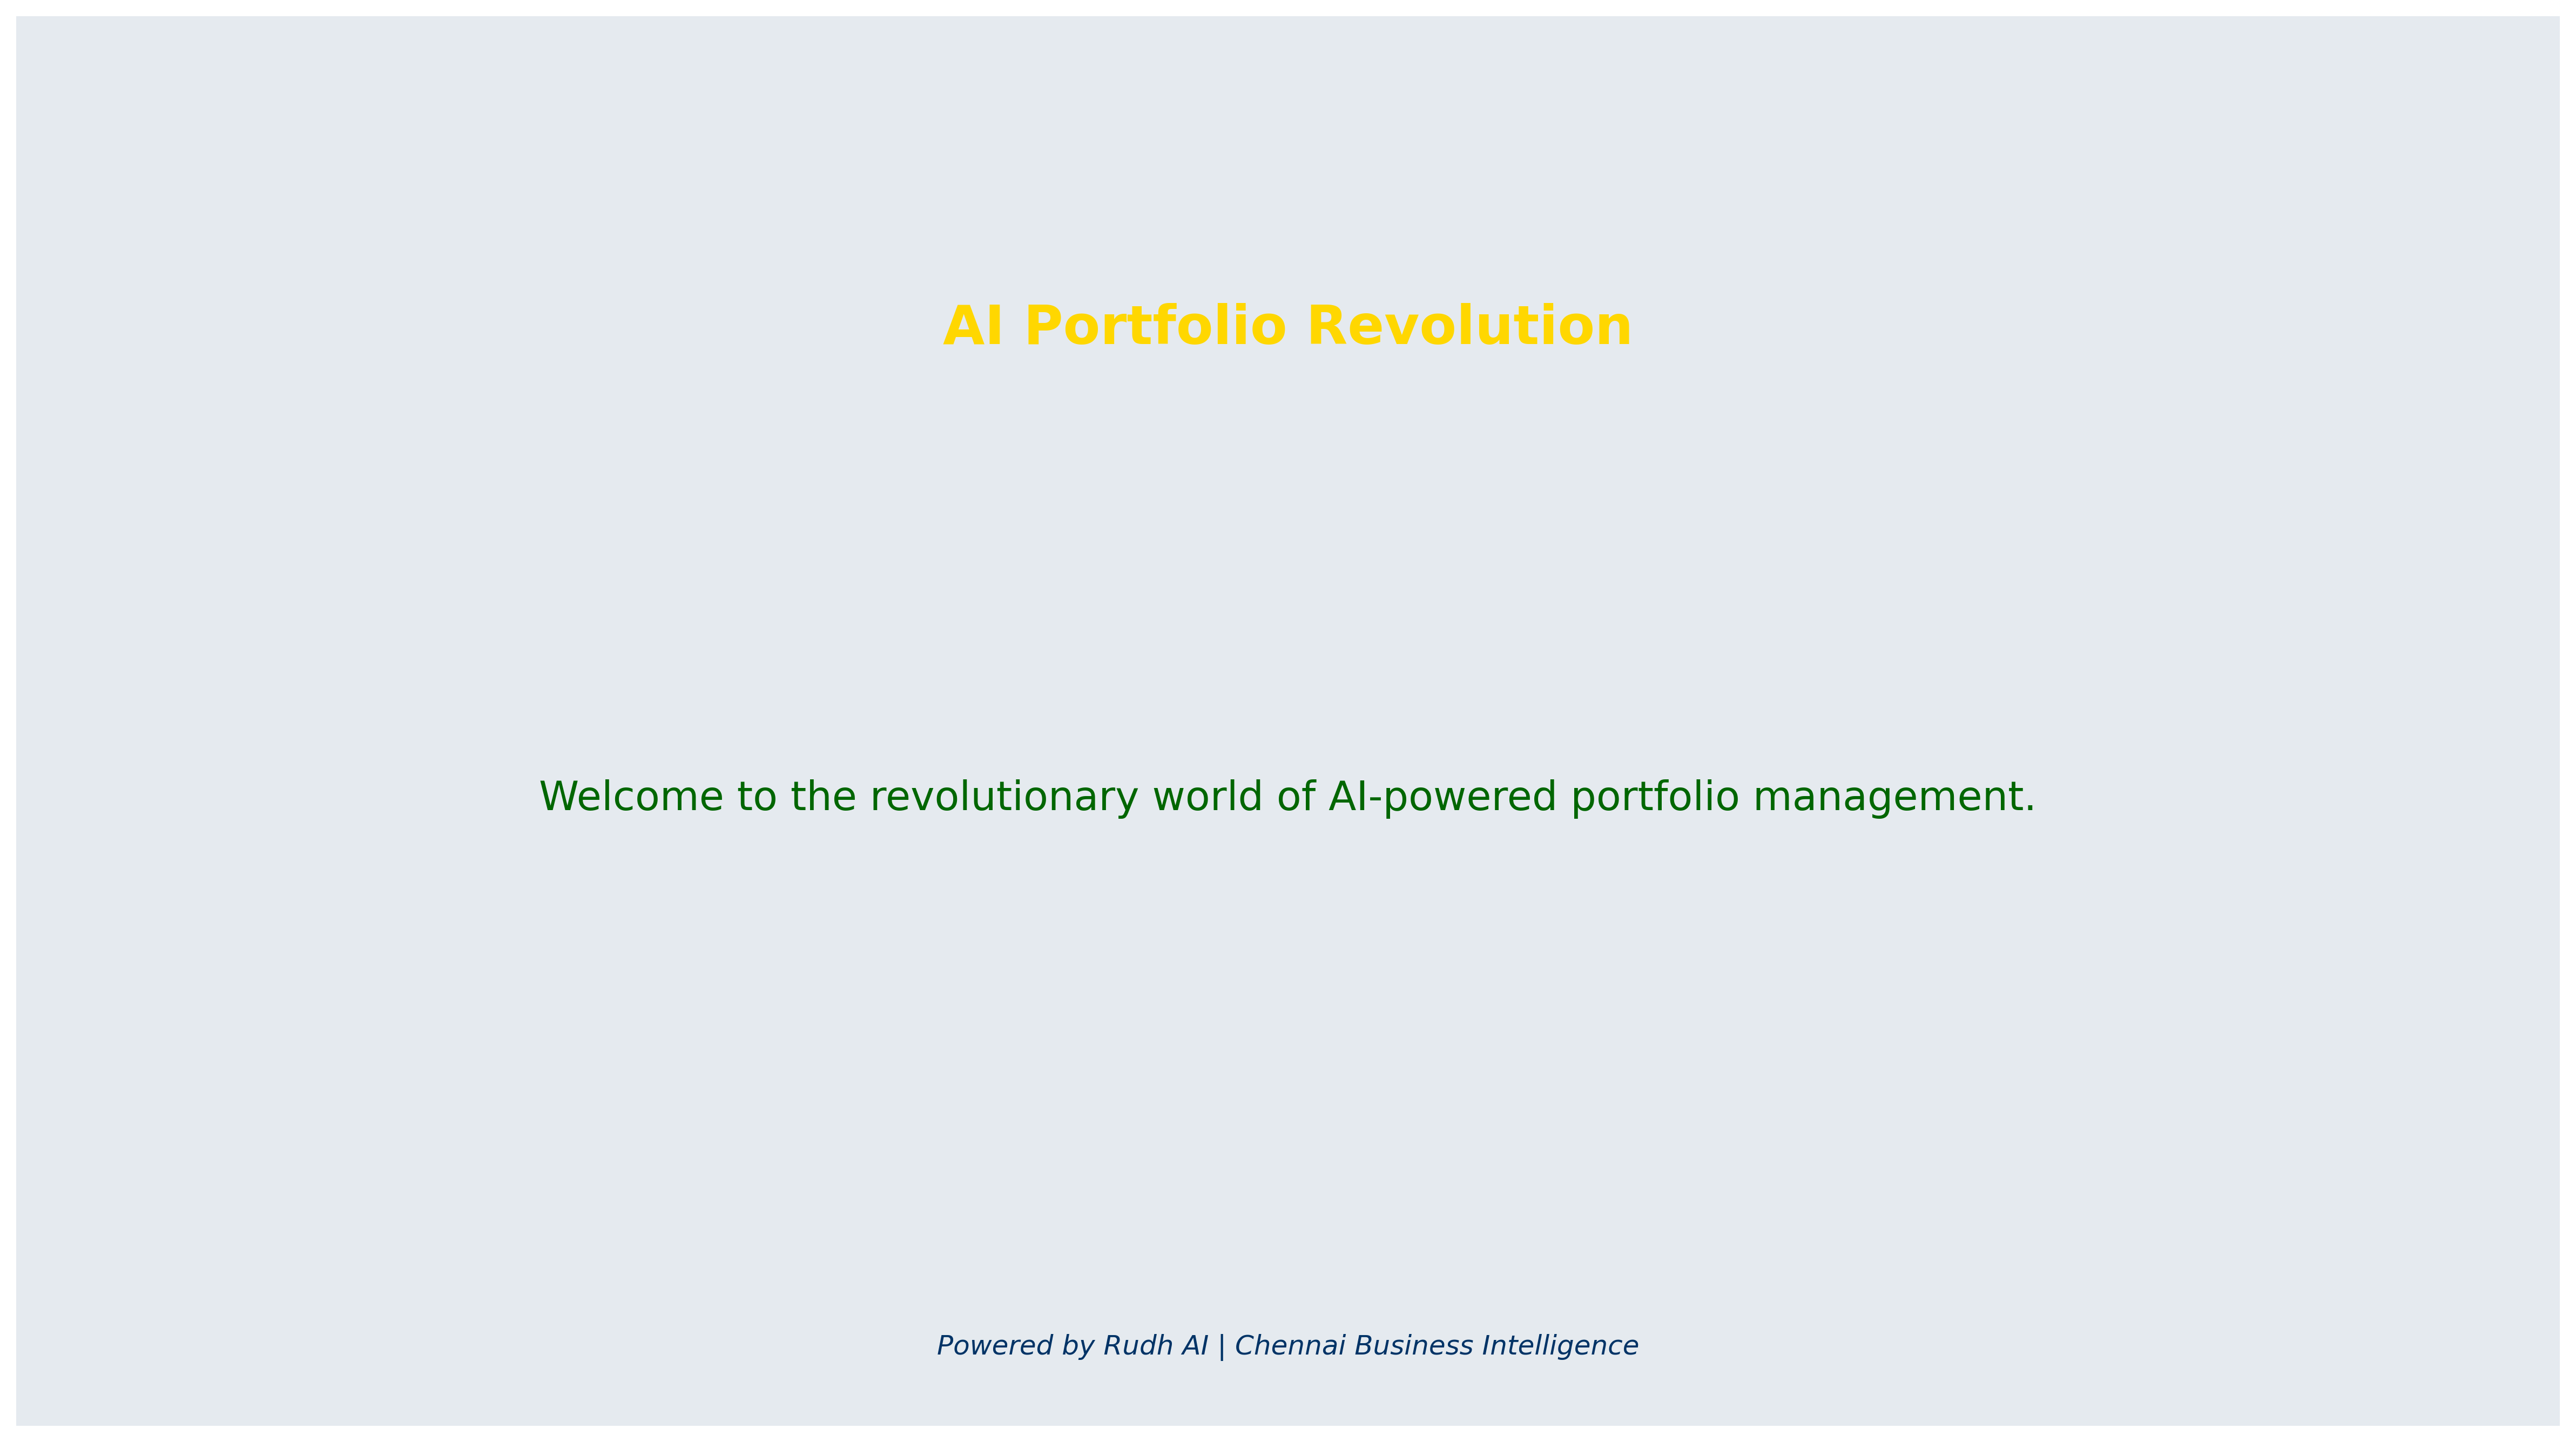 AI Portfolio Revolution
Welcome to the revolutionary world of AI-powered portfolio management.
Powered by Rudh AI | Chennai Business Intelligence